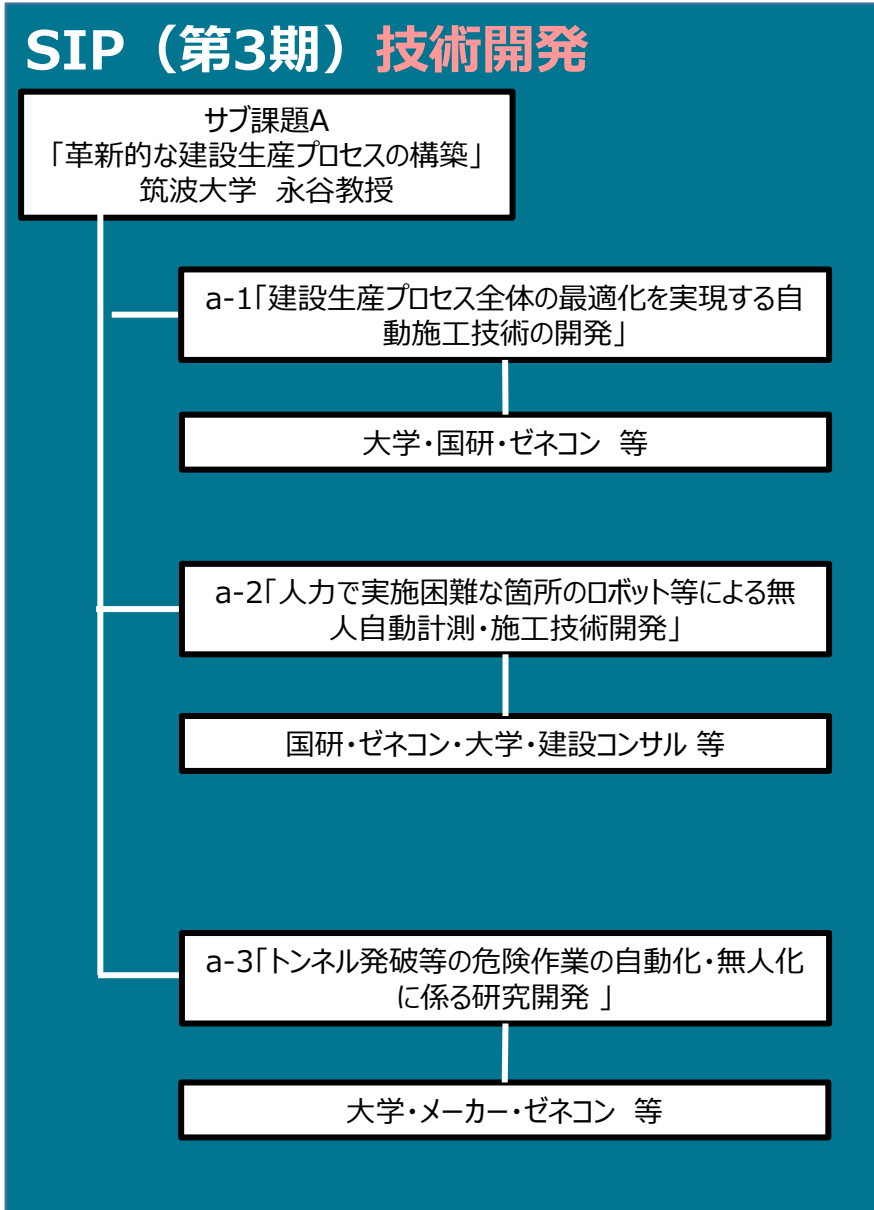 SIP（第3期）技術開発
サブ課題A
「革新的な建設生産プロセスの構築」
筑波大学　永谷教授
a-1「建設生産プロセス全体の最適化を実現する自
動施工技術の開発」
大学・国研・ゼネコン　等
a-2「人力で実施困難な箇所のロボット等による無
人自動計測・施工技術開発」
国研・ゼネコン・大学・建設コンサル 等
a-3「トンネル発破等の危険作業の自動化・無人化
に係る研究開発 」
大学・メーカー・ゼネコン　等